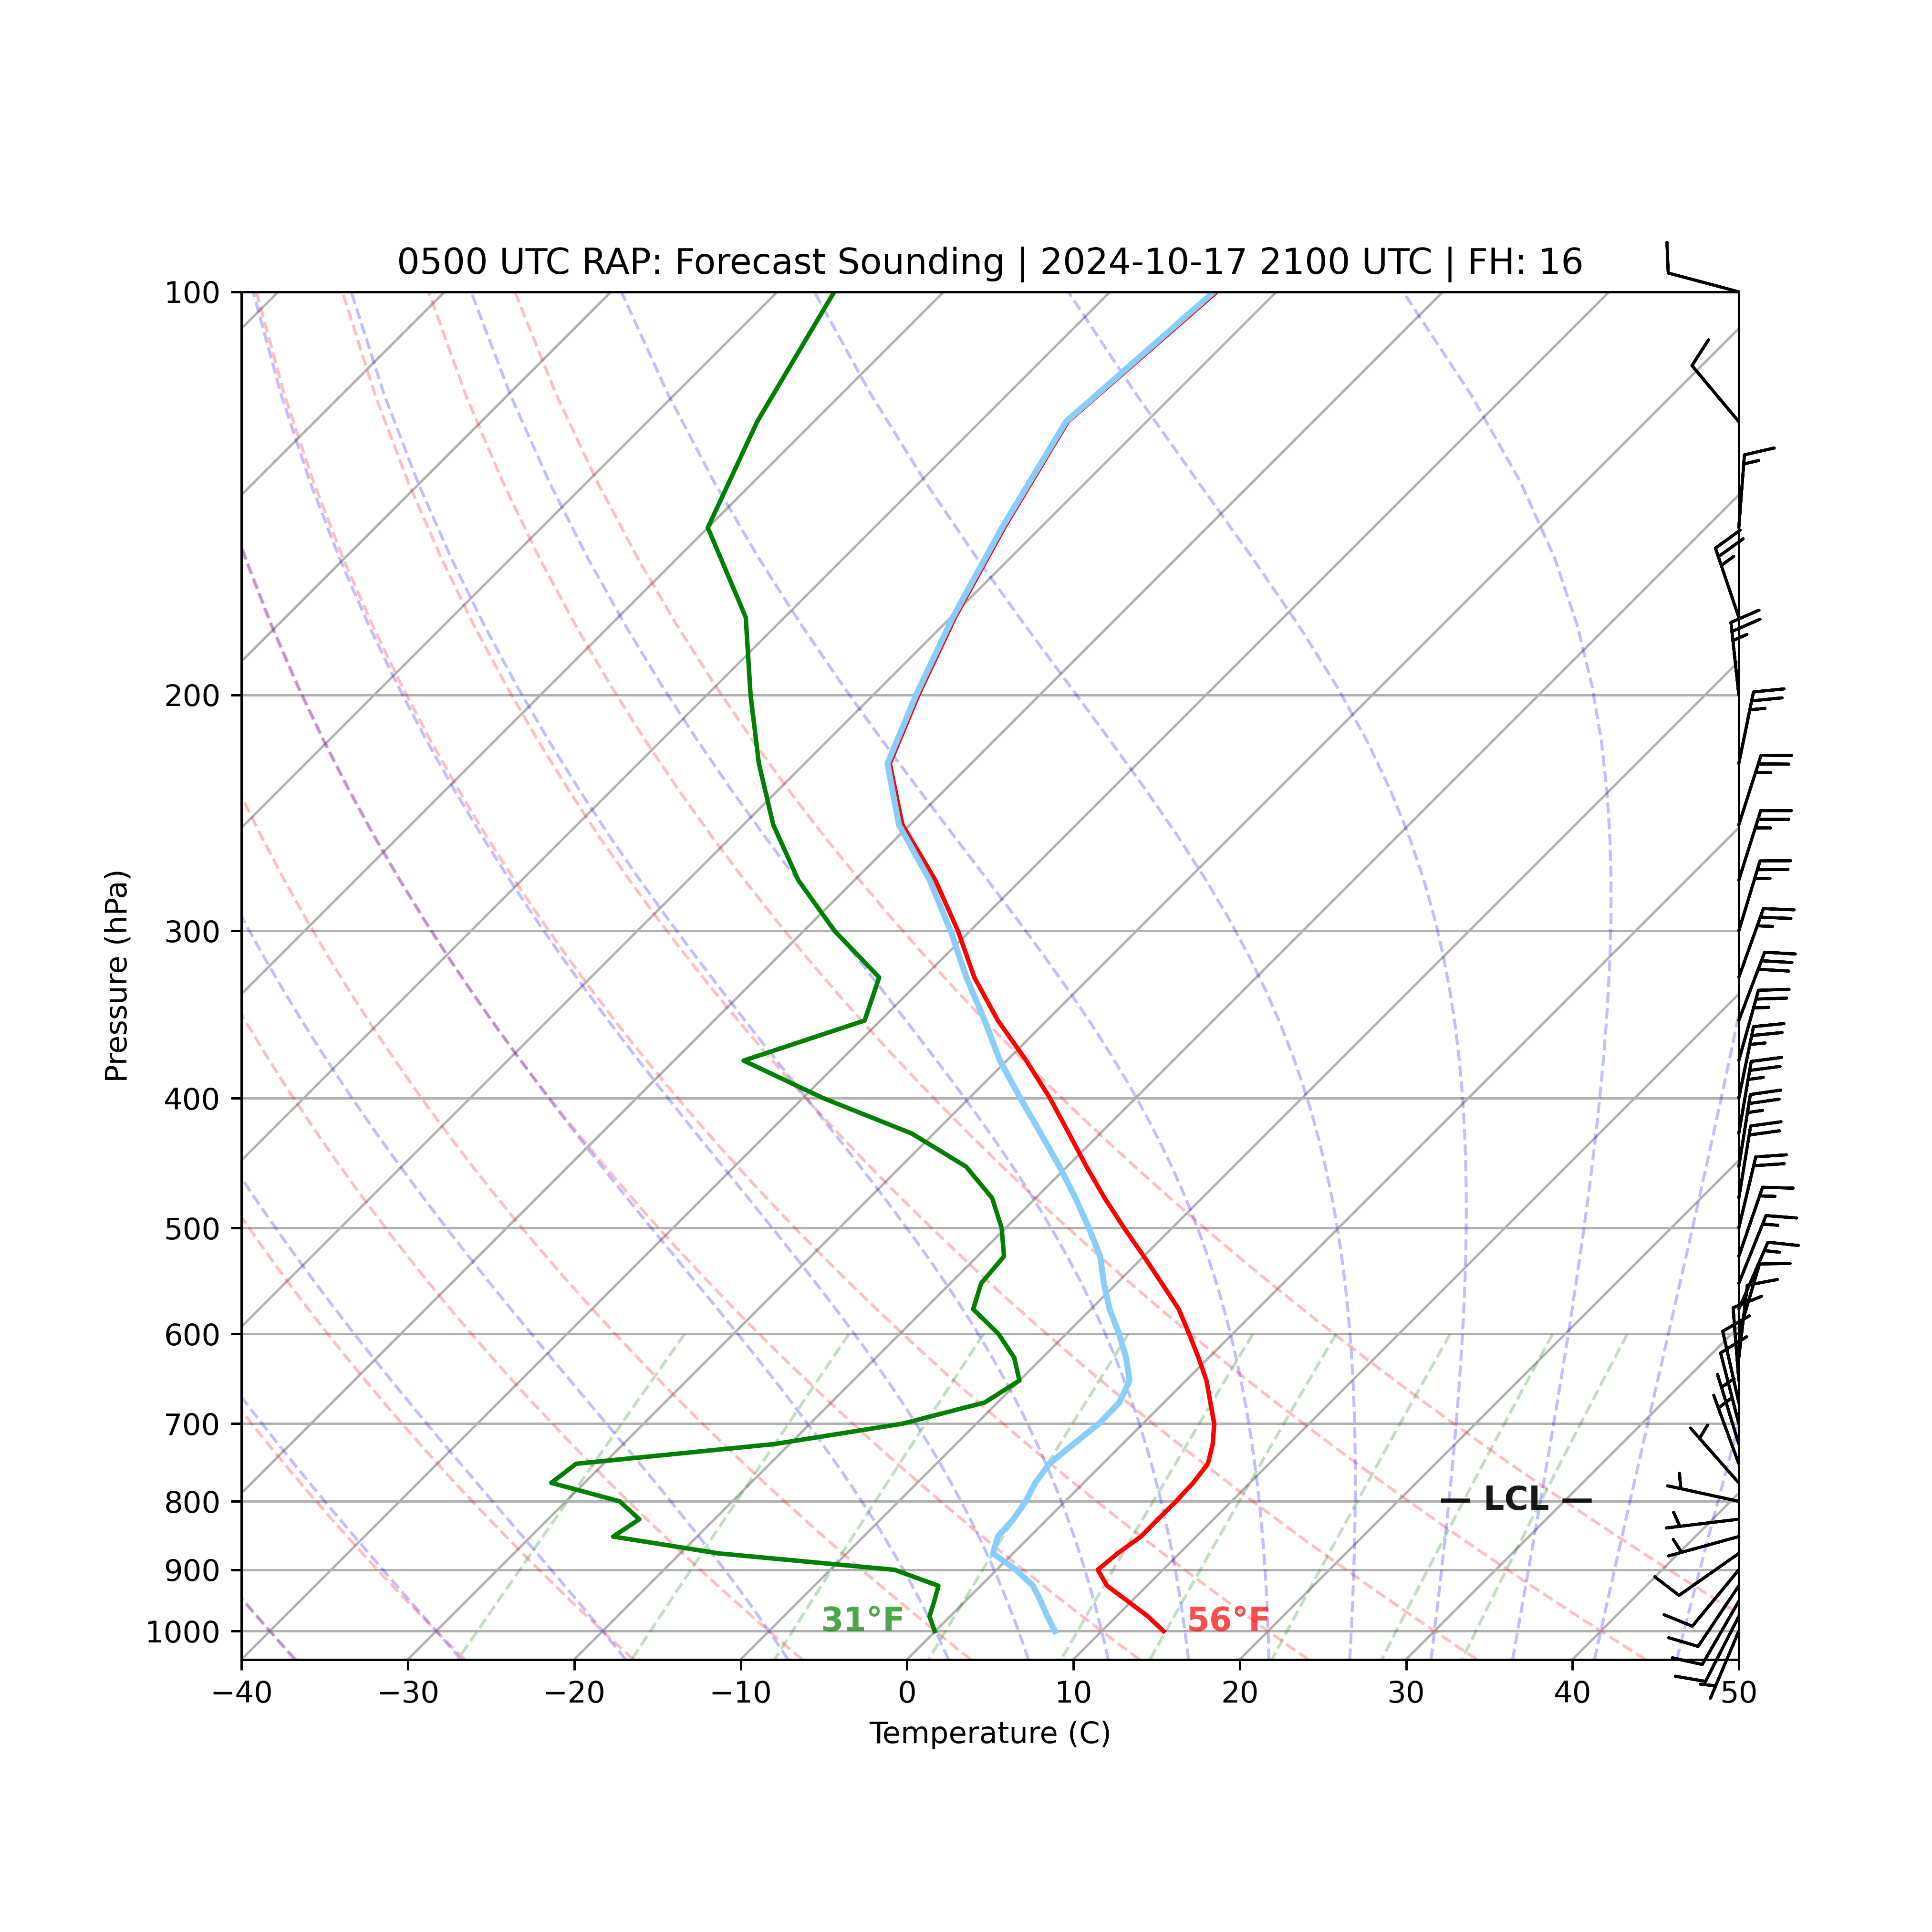 0500 UTC RAP: Forecast Sounding | 2024-10-17 2100 UTC | FH: 16
100
200
300
400
500
600
700
800
900
1000
Pressure (hPa)
LCL
31°F
56°F
−40 −30 −20 −10 0 10 20 30 40 50
Temperature (C)